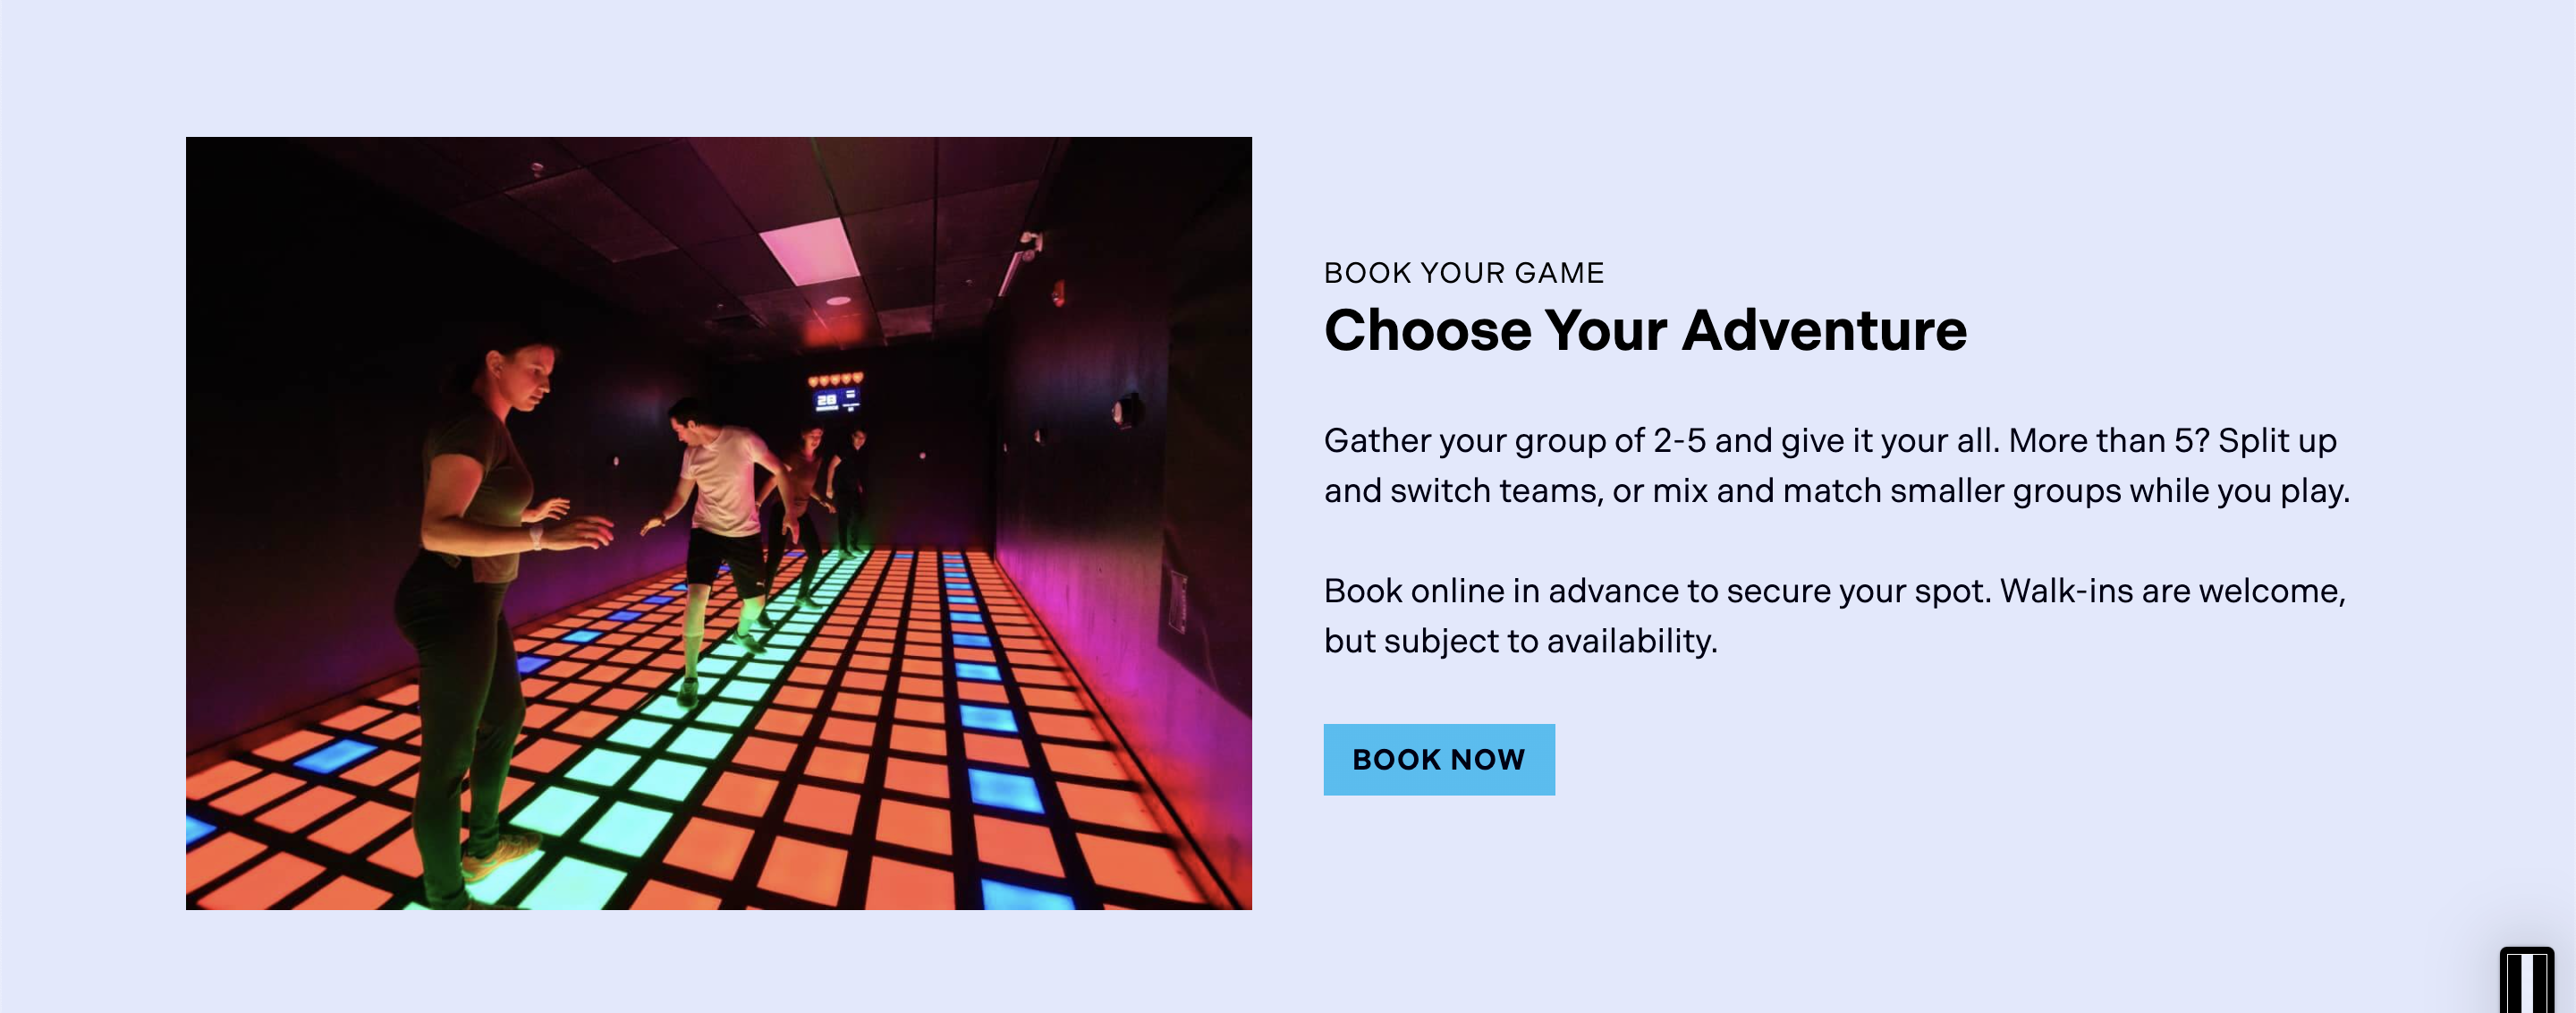 28
BOOK YOUR GAME
Choose Your Adventure
Gather your group of 2-5 and give it your all. More than 5? Split up
and switch teams, or mix and match smaller groups while you play.
Book online in advance to secure your spot. Walk-ins are welcome,
but subject to availability.
BOOK NOW